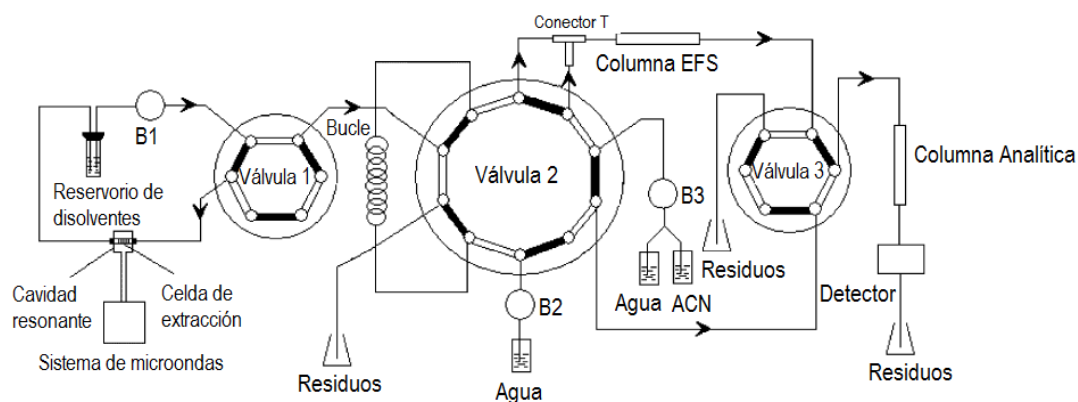 Conector T
Columna EFS
B1
Bucle
Reservorio de
disolventes
Válvula 1
Válvula 2
B3
Válvula 3
Columna Analítica
Cavidad
resonante
Celda de
extracción
Sistema de microondas
Residuos
B2
Agua
Agua
ACN
Residuos
Detector
Residuos